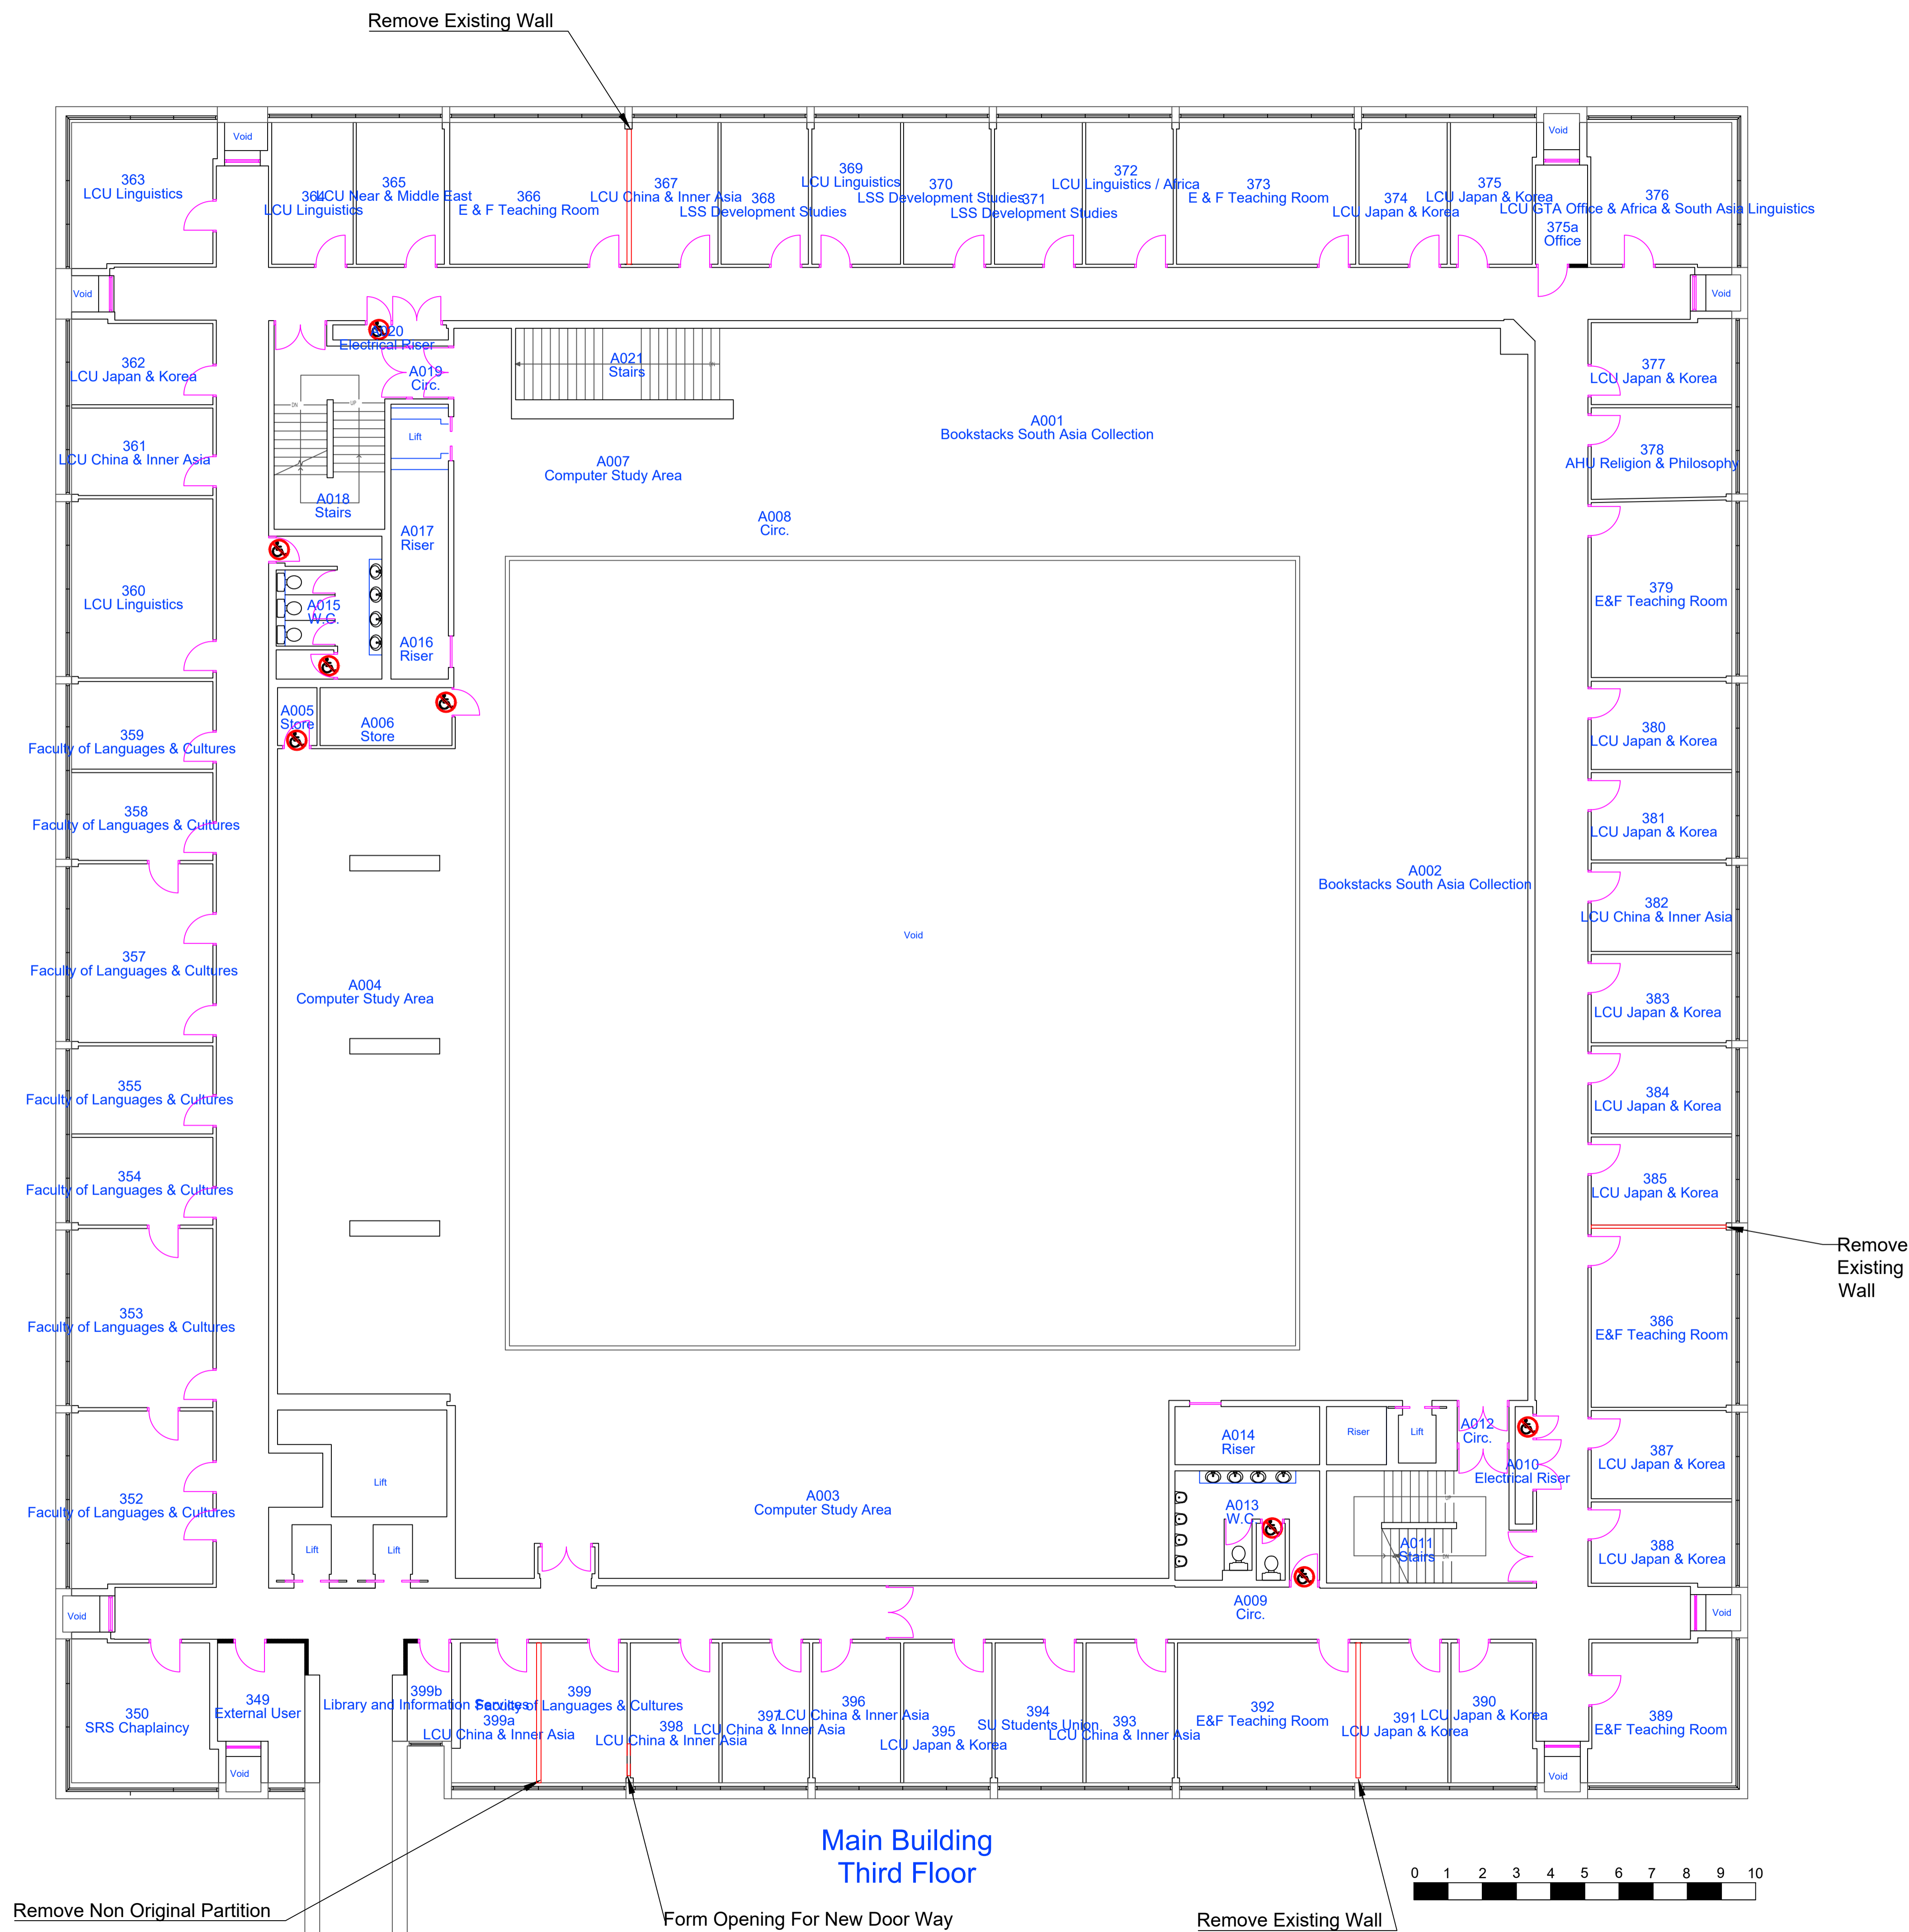 Remove Existing Wall
Void
Void
363
LCU Linguistics
364
LCU Linguistics
365
LCU Near & Middle East
366
E & F Teaching Room
367
LCU China & Inner Asia
368
LSS Development Studies
369
LCU Linguistics
370
LSS Development Studies
371
LSS Development Studies
372
LCU Linguistics / Africa
373
E & F Teaching Room
374
LCU Japan & Korea
375
LCU Japan & Korea
376
LCU GTA Office & Africa & South Asia Linguistics
375a
Office
Void
Void
A020
Electrical Riser
A019
Circ.
A021
Stairs
362
LCU Japan & Korea
377
LCU Japan & Korea
DN
UP
DN
Lift
A001
Bookstacks South Asia Collection
361
LCU China & Inner Asia
A007
Computer Study Area
378
AHU Religion & Philosophy
A018
Stairs
A017
Riser
A008
Circ.
360
LCU Linguistics
A015
W.C.
A016
Riser
379
E&F Teaching Room
359
Faculty of Languages & Cultures
A005
Store
A006
Store
380
LCU Japan & Korea
358
Faculty of Languages & Cultures
381
LCU Japan & Korea
A002
Bookstacks South Asia Collection
382
LCU China & Inner Asia
Void
357
Faculty of Languages & Cultures
A004
Computer Study Area
383
LCU Japan & Korea
355
Faculty of Languages & Cultures
384
LCU Japan & Korea
354
Faculty of Languages & Cultures
385
LCU Japan & Korea
Remove
Existing
Wall
353
Faculty of Languages & Cultures
386
E&F Teaching Room
A014
Riser
Riser
Lift
A012
Circ.
A010
Electrical Riser
387
LCU Japan & Korea
352
Faculty of Languages & Cultures
Lift
A003
Computer Study Area
A013
W.C.
UP
DN
A011
Stairs
388
LCU Japan & Korea
Lift
Lift
Void
A009
Circ.
Void
350
SRS Chaplaincy
349
External User
399b
Library and Information Services
399a
LCU China & Inner Asia
399
Faculty of Languages & Cultures
398
LCU China & Inner Asia
397
LCU China & Inner Asia
396
LCU China & Inner Asia
395
LCU Japan & Korea
394
SU Students Union
393
LCU China & Inner Asia
392
E&F Teaching Room
391
LCU Japan & Korea
390
LCU Japan & Korea
389
E&F Teaching Room
Void
Void
Main Building
Third Floor
0 1 2 3 4 5 6 7 8 9 10
Remove Non Original Partition
Form Opening For New Door Way
Remove Existing Wall